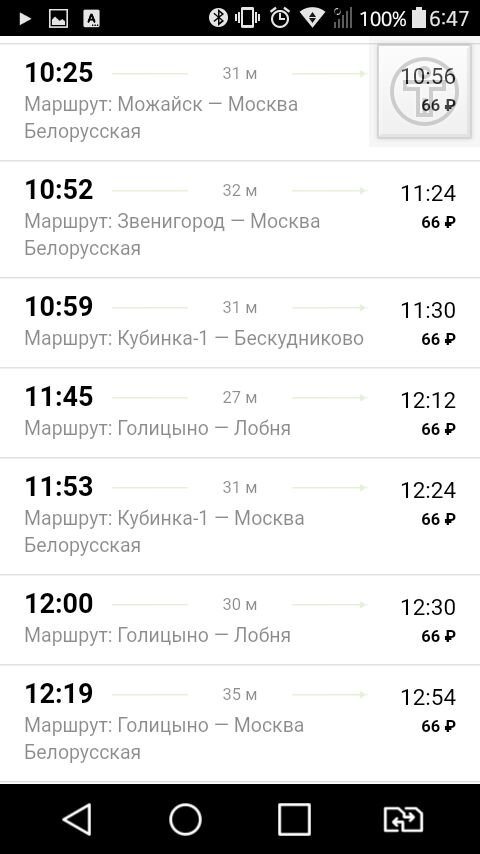 A 100% 6:47
10:25 31 м 10:56
Маршрут: Можайск — Москва 66 ₽
Белорусская
10:52 32 м 11:24
Маршрут: Звенигород — Москва 66 ₽
Белорусская
10:59 31 м 11:30
Маршрут: Кубинка-1 — Бескудниково 66 ₽
11:45 27 м 12:12
Маршрут: Голицыно — Лобня 66 ₽
11:53 31 м 12:24
Маршрут: Кубинка-1 — Москва 66 ₽
Белорусская
12:00 30 м 12:30
Маршрут: Голицыно — Лобня 66 ₽
12:19 35 м 12:54
Маршрут: Голицыно — Москва 66 ₽
Белорусская